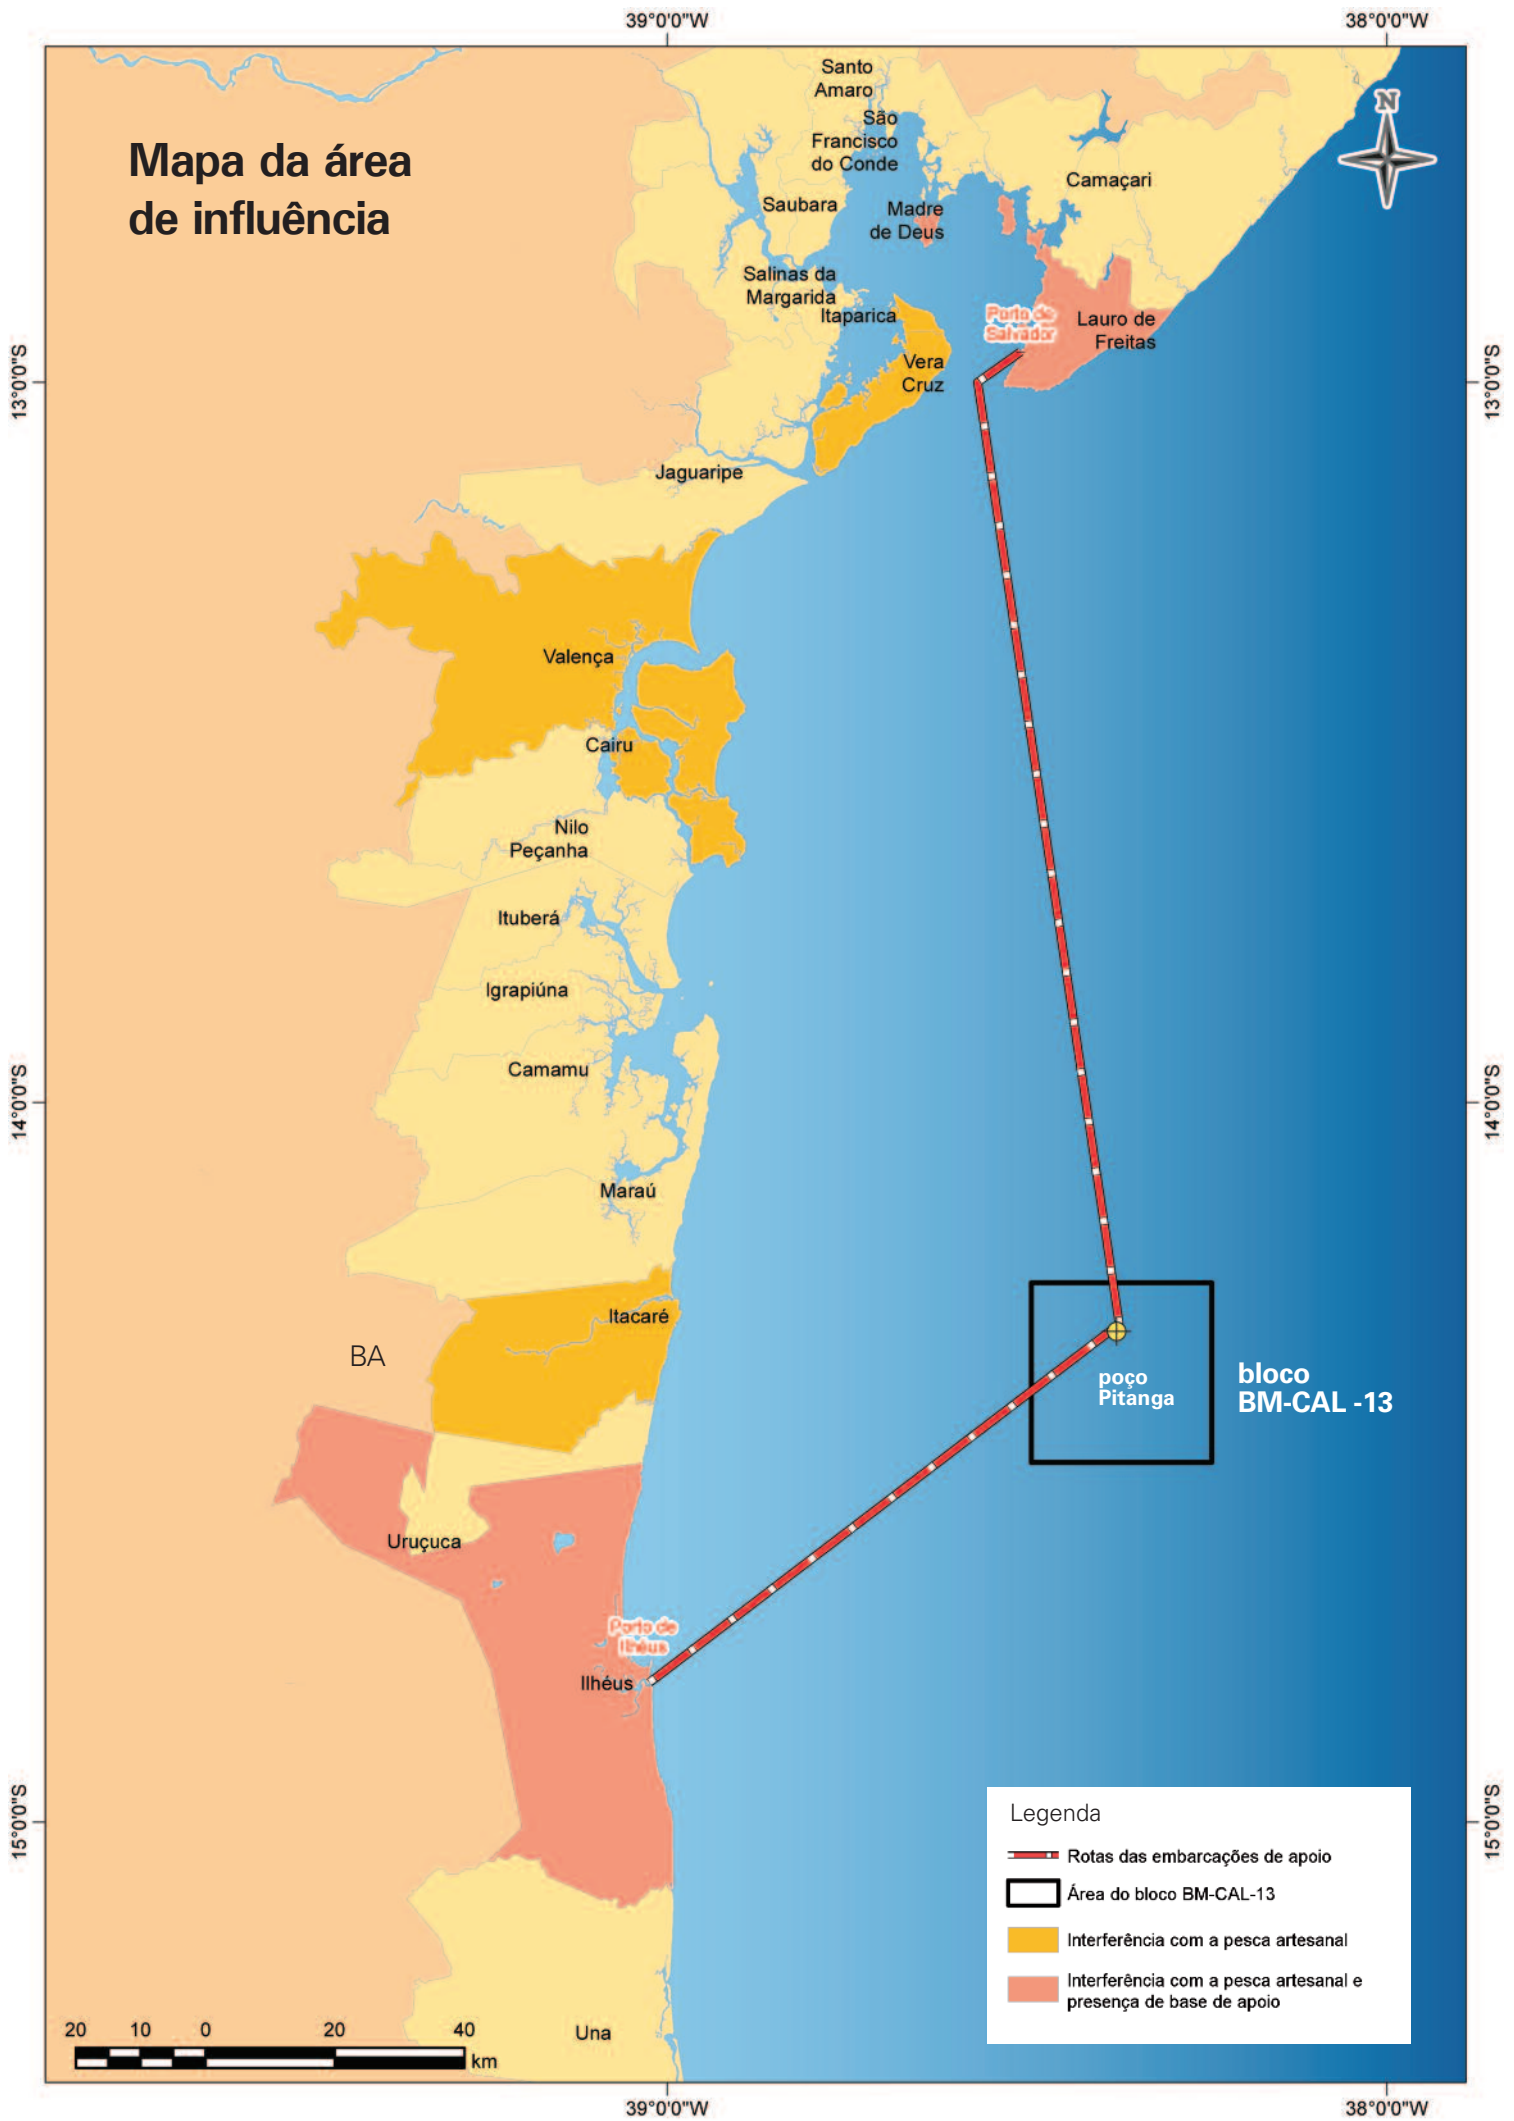 39°0'0"W
38°0'0"W
Mapa da área
de influência
N
Santo
Amaro
São
Francisco
do Conde
Camaçari
Saubara
Madre
de Deus
Salinas da
Margarida
Itaparica
Porto de
Salvador
Lauro de
Freitas
Vera
Cruz
13°0'0"S
13°0'0"S
Jaguaripe
Valença
Cairu
Nilo
Peçanha
Ituberá
Igrapiúna
Camamu
14°0'0"S
14°0'0"S
Maraú
Itacaré
BA
poço
Pitanga
bloco
BM-CAL -13
Uruçuca
Porto de
Ilhéus
Ilhéus
15°0'0"S
15°0'0"S
Legenda
Rotas das embarcações de apoio
Área do bloco BM-CAL-13
Interferência com a pesca artesanal
Interferência com a pesca artesanal e
presença de base de apoio
Una
20 10 0 20 40
km
39°0'0"W
38°0'0"W